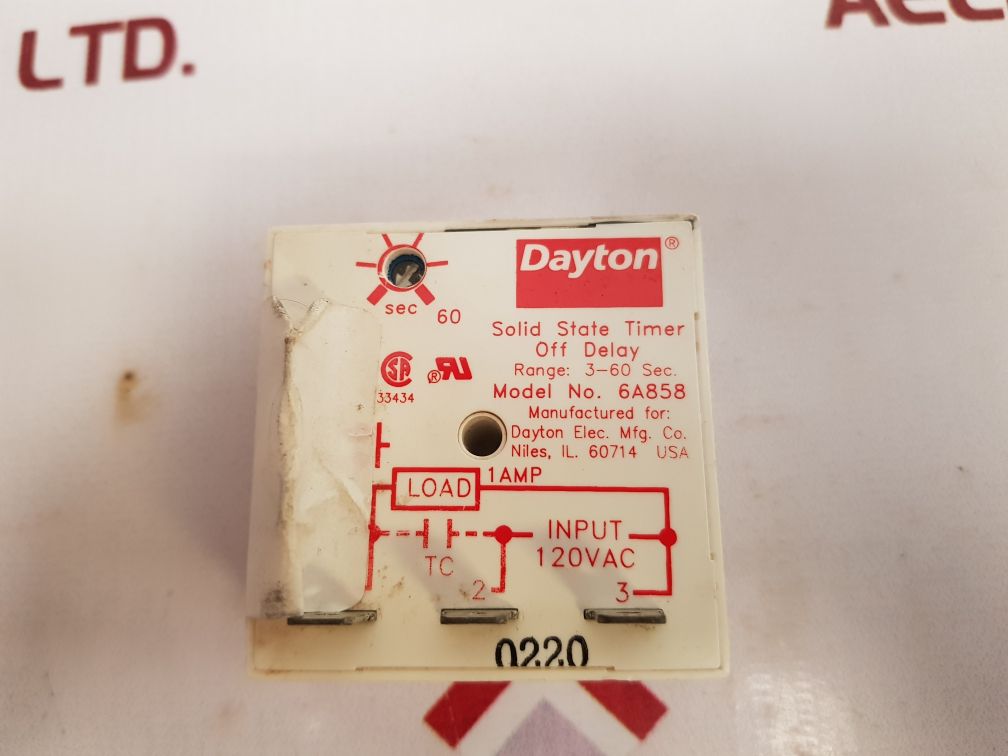 LTD.
Dayton®
sec 60
Solid State Timer
Off Delay
Range: 3-60 Sec.
Model No. 6A858
33434
Manufactured for:
Dayton Elec. Mfg. Co.
Niles, IL. 60714 USA
1AMP
LOAD
INPUT
120VAC
TC
2
3
0220